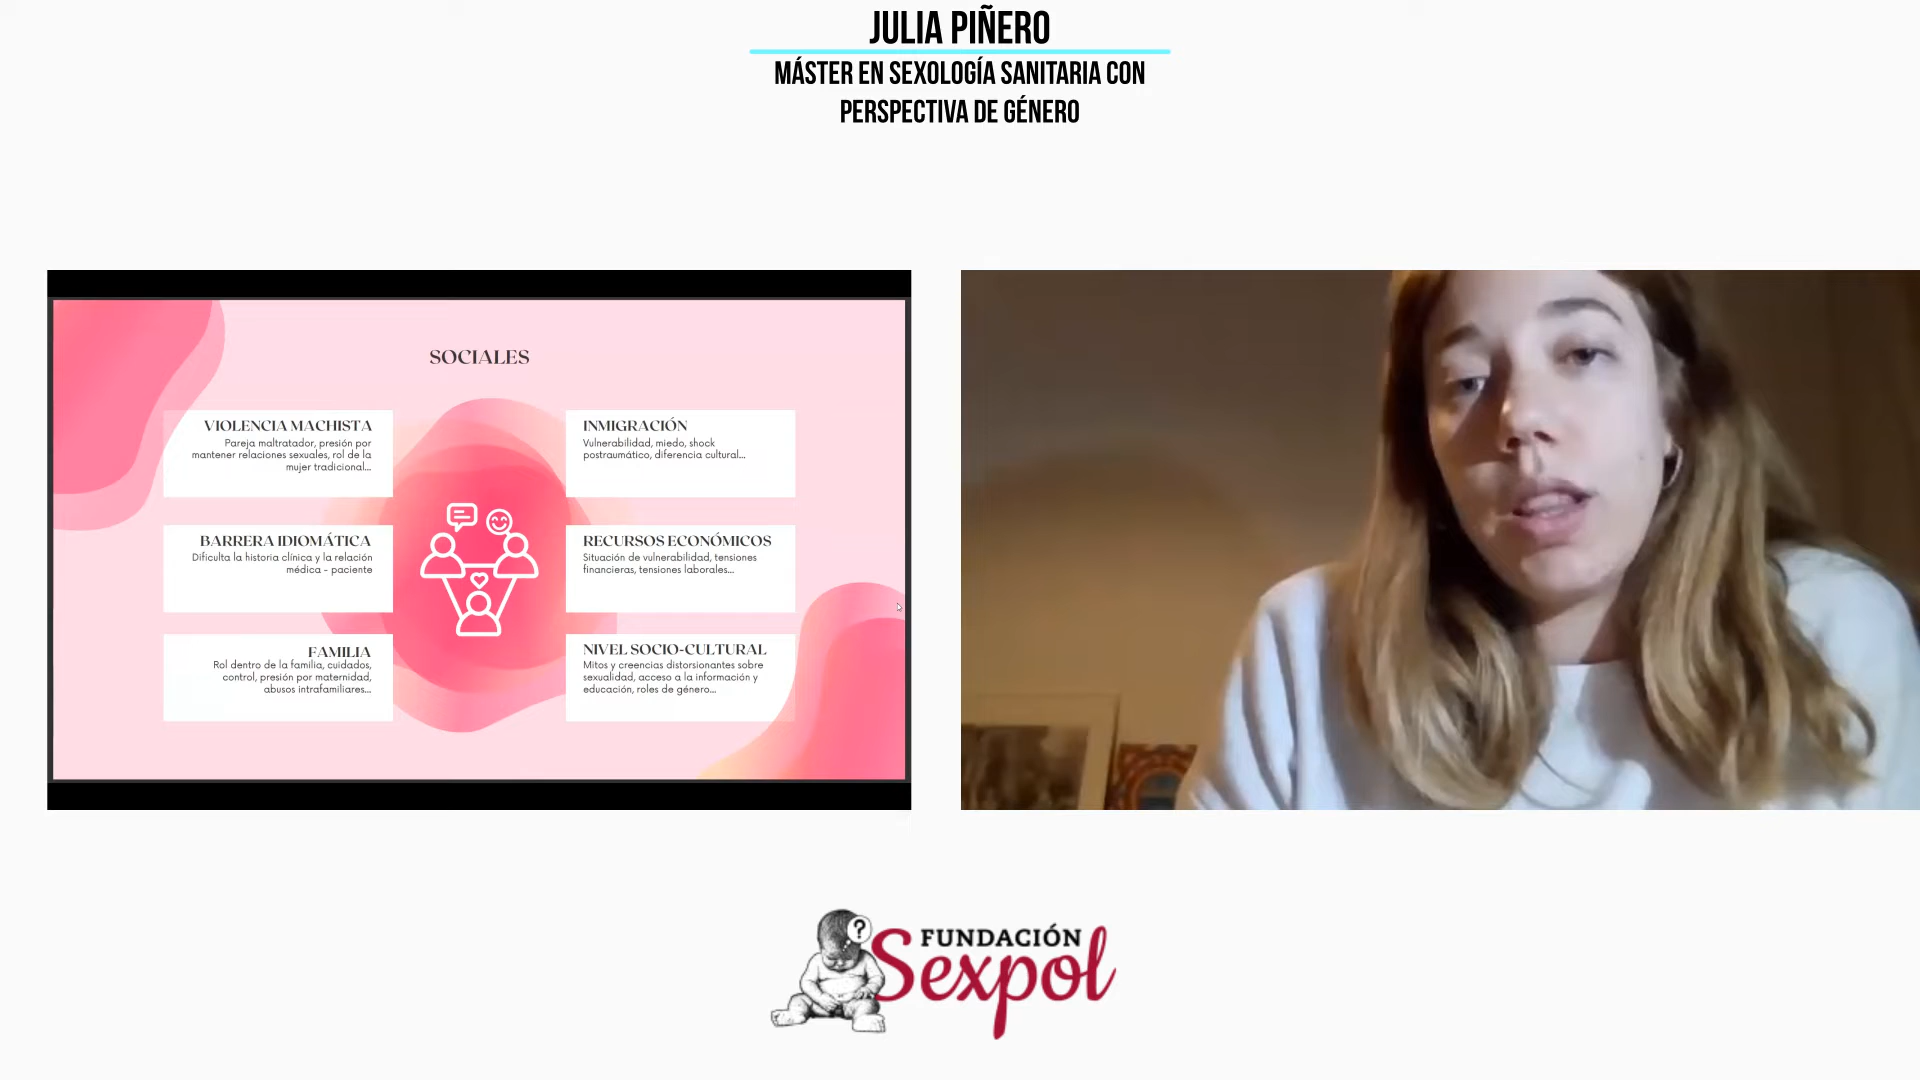 JULIA PIÑERO
MÁSTER EN SEXOLOGÍA SANITARIA CON
PERSPECTIVA DE GÉNERO
SOCIALES
VIOLENCIA MACHISTA
Pareja maltratador, presión por
mantener relaciones sexuales, rol de la
mujer tradicional...
INMIGRACIÓN
Vulnerabilidad, miedo, shock
postraumático, diferencia cultural...
BARRERA IDIOMÁTICA
Dificulta la historia clínica y la relación
médica - paciente
RECURSOS ECONÓMICOS
Situación de vulnerabilidad, tensiones
financieras, tensiones laborales...
FAMILIA
Rol dentro de la familia, cuidados,
control, presión por maternidad,
abusos intrafamiliares...
NIVEL SOCIO-CULTURAL
Mitos y creencias distorsionantes sobre
sexualidad, acceso a la información y
educación, roles de género...
?
FUNDACIÓN
Sexpol